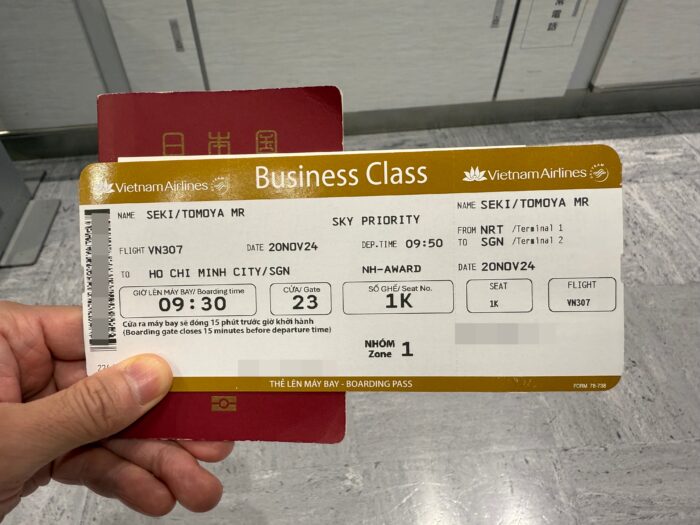 常電話
日本国
Vietnam Airlines
Business Class
Vietnam Airlines
NAME SEKI/TOMOYA MR
SKY PRIORITY
FLIGHT VN307 DATE 20NOV24 DEP.TIME 09:50
TO HO CHI MINH CITY/SGN NH-AWARD
GIỜ LÊN MÁY BAY/ Boarding time
09:30
CỬA/ Gate
23
SỐ GHẾ/ Seat No.
1K
Cửa ra máy bay sẽ đóng 15 phút trước giờ khởi hành
(Boarding gate closes 15 minutes before departure time)
NHÓM
Zone 1
NAME SEKI/TOMOYA MR
FROM NRT /Terminal 1
TO SGN /Terminal 2
DATE 20NOV24
SEAT
1K
FLIGHT
VN307
THẺ LÊN MÁY BAY - BOARDING PASS
FORM 78-738